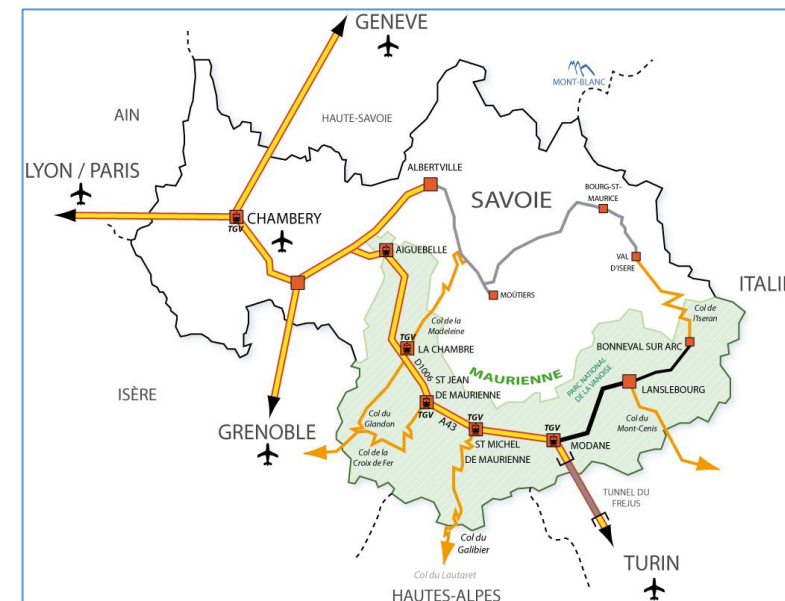 GENEVE
MONT-BLANC
AIN
HAUTE-SAVOIE
LYON / PARIS
ALBERTVILLE
SAVOIE
BOURG-ST-
MAURICE
CHAMBERY
TGV
AIGUEBELLE
VAL
D'ISERE
ITALIE
MOÛTIERS
Col de
l'Iseran
Col de la
Madeleine
TGV
LA CHAMBRE
BONNEVAL SUR ARC
MAURIENNE
PARC NATIONAL
DE LA VANOISE
D1006
ST JEAN
DE MAURIENNE
TGV
LANSLEBOURG
ISÈRE
Col du
Glandon
A43
TGV
ST MICHEL
DE MAURIENNE
TGV
MODANE
Col du
Mont-Cenis
GRENOBLE
Col de la
Croix de Fer
TUNNEL DU
FREJUS
Col du
Galibier
TURIN
Col du Lautaret
HAUTES-ALPES